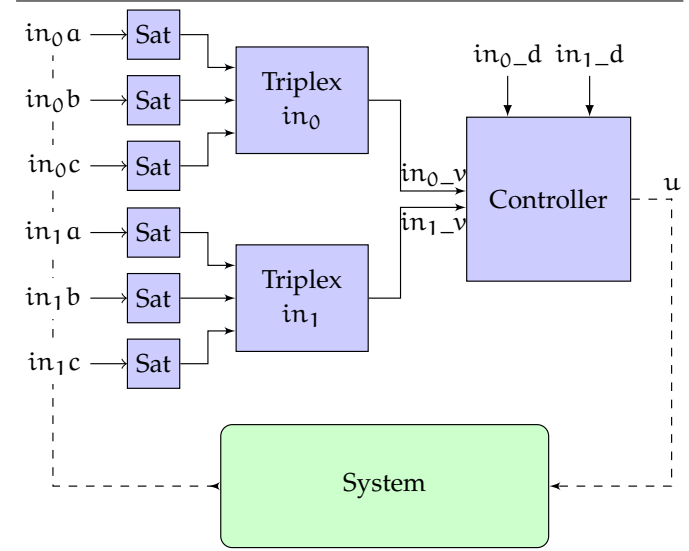 in₀a
Sat
in₀b
Sat
in₀c
Sat
Triplex
in₀
in₁a
Sat
in₁b
Sat
in₁c
Sat
Triplex
in₁
in₀_v
in₁_v
in₀_d
in₁_d
Controller
u
System